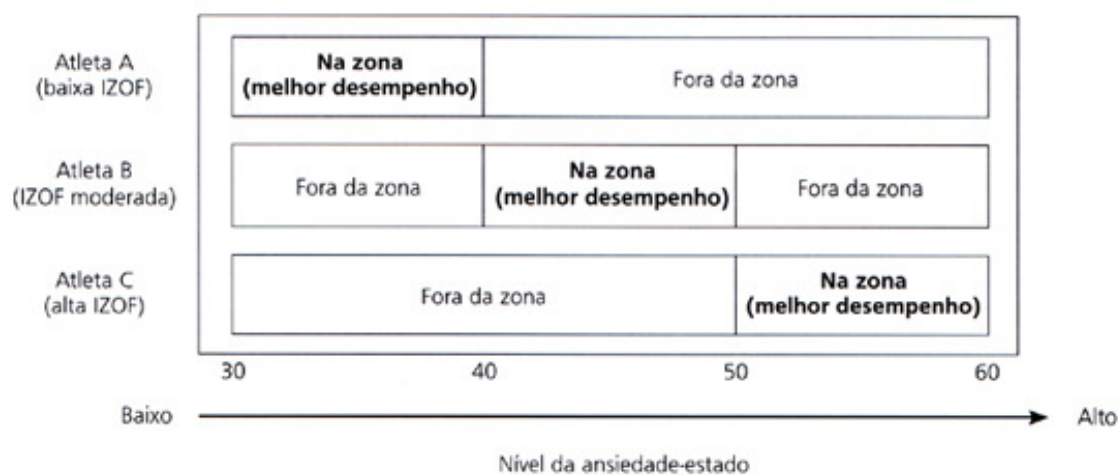 Atleta A
(baixa IZOF)
Na zona
(melhor desempenho)
Fora da zona
Atleta B
(IZOF moderada)
Fora da zona
Na zona
(melhor desempenho)
Fora da zona
Atleta C
(alta IZOF)
Fora da zona
Na zona
(melhor desempenho)
30 40 50 60
Baixo Alto
Nível da ansiedade-estado